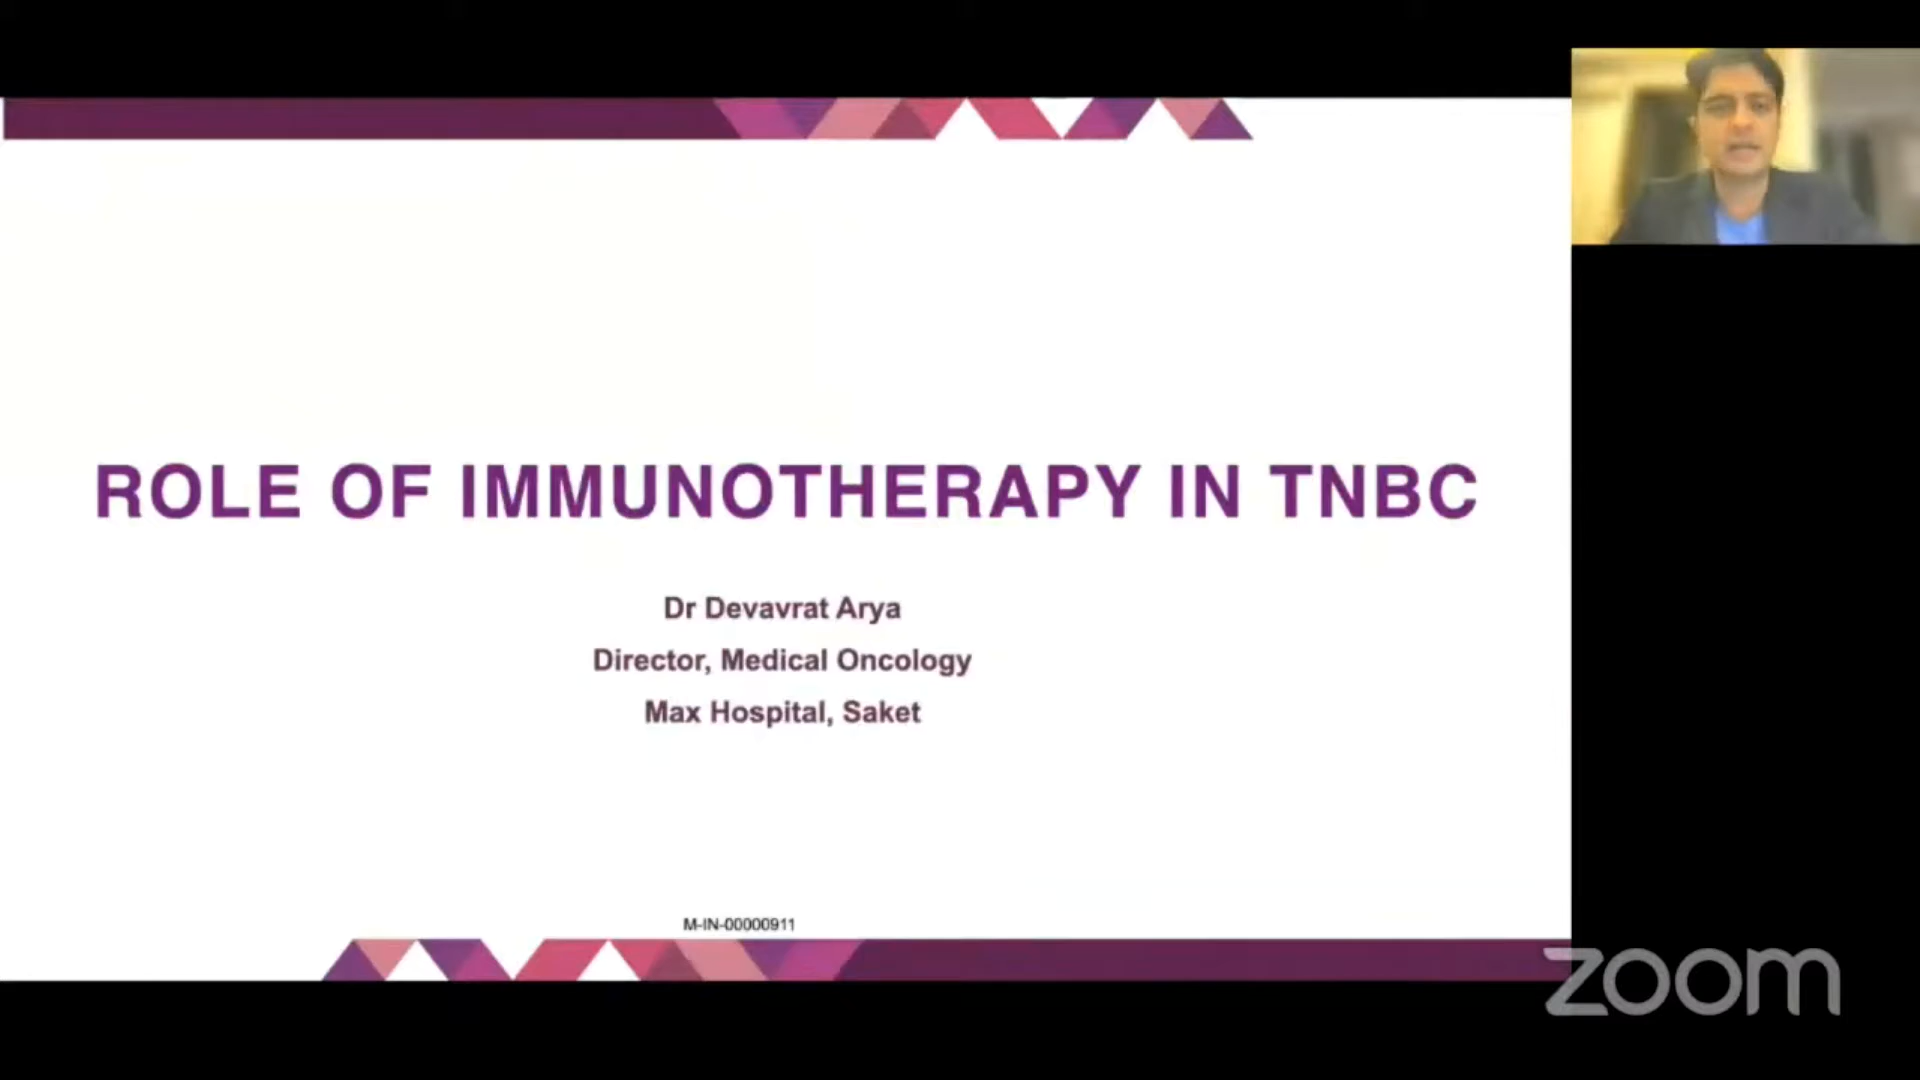 ROLE OF IMMUNOTHERAPY IN TNBC
Dr Devavrat Arya
Director, Medical Oncology
Max Hospital, Saket
M-IN-00000911
zoom